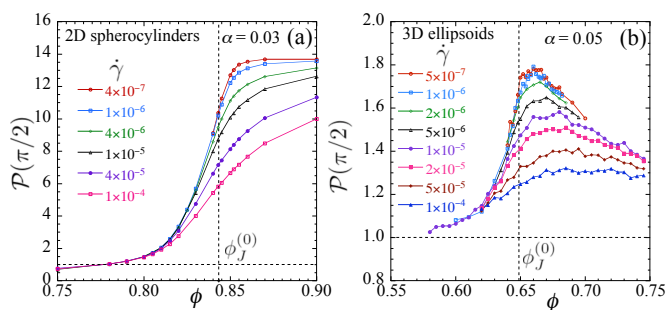 2D spherocylinders α = 0.03 (a)
γ̇
4×10⁻⁷
1×10⁻⁶
4×10⁻⁶
1×10⁻⁵
4×10⁻⁵
1×10⁻⁴
𝒫(π/2)
16
14
12
10
8
6
4
2
0
0.75 0.80 0.85 0.90
ϕ
ϕ_J^(0)
3D ellipsoids α = 0.05 (b)
γ̇
5×10⁻⁷
1×10⁻⁶
2×10⁻⁶
5×10⁻⁶
1×10⁻⁵
2×10⁻⁵
5×10⁻⁵
1×10⁻⁴
𝒫(π/2)
2.0
1.8
1.6
1.4
1.2
1.0
0.8
0.55 0.60 0.65 0.70 0.75
ϕ
ϕ_J^(0)